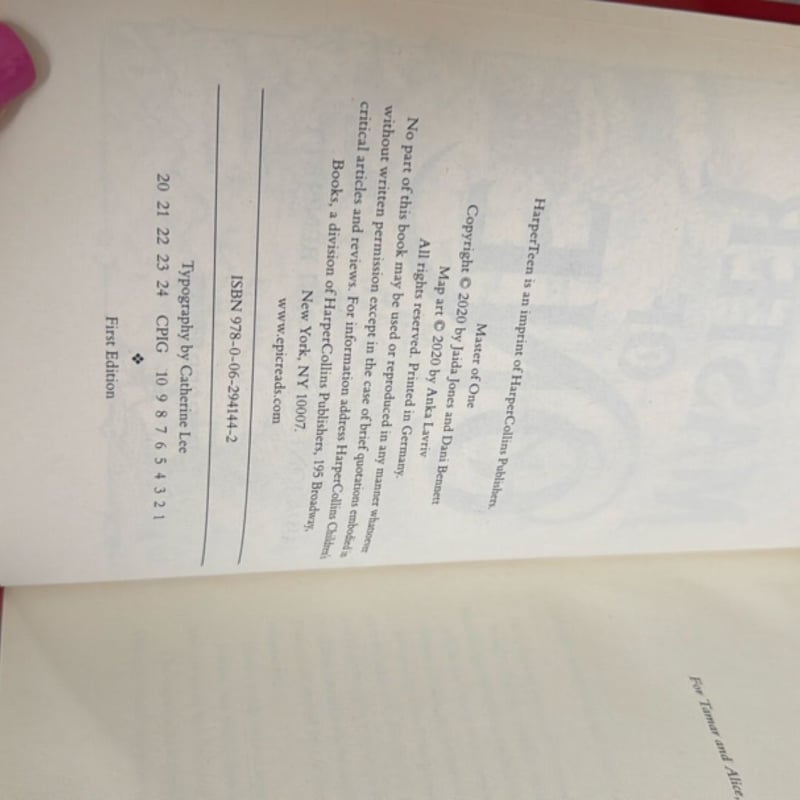 HarperTeen is an imprint of HarperCollins Publishers.
Master of One
Copyright © 2020 by Jaida Jones and Dani Bennett
Map art © 2020 by Anka Lavriv
All rights reserved. Printed in Germany.
No part of this book may be used or reproduced in any manner whatsoever
without written permission except in the case of brief quotations embodied in
critical articles and reviews. For information address HarperCollins Children's
Books, a division of HarperCollins Publishers, 195 Broadway,
New York, NY 10007.
www.epicreads.com
ISBN 978-0-06-294144-2
Typography by Catherine Lee
20 21 22 23 24 CPIG 10 9 8 7 6 5 4 3 2 1
❖
First Edition
For Tamar and Alice,